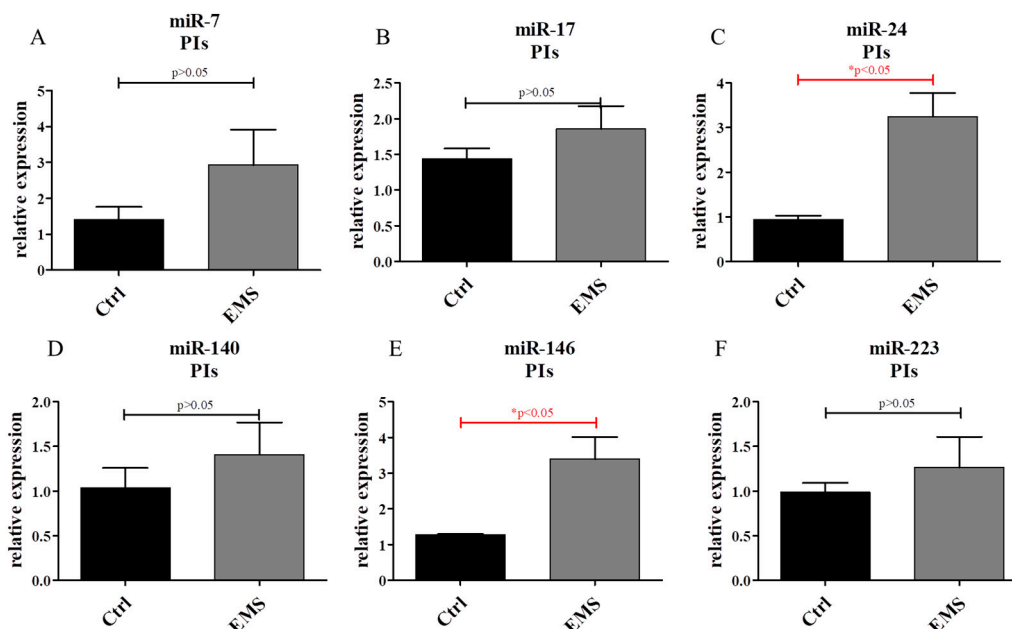 A
miR-7
PIs
p>0.05
relative expression
5
4
3
2
1
0
Ctrl
EMS
B
miR-17
PIs
p>0.05
relative expression
2.5
2.0
1.5
1.0
0.5
0.0
Ctrl
EMS
C
miR-24
PIs
*p<0.05
relative expression
4
3
2
1
0
Ctrl
EMS
D
miR-140
PIs
p>0.05
relative expression
2.0
1.5
1.0
0.5
0.0
Ctrl
EMS
E
miR-146
PIs
*p<0.05
relative expression
5
4
3
2
1
0
Ctrl
EMS
F
miR-223
PIs
p>0.05
relative expression
2.0
1.5
1.0
0.5
0.0
Ctrl
EMS